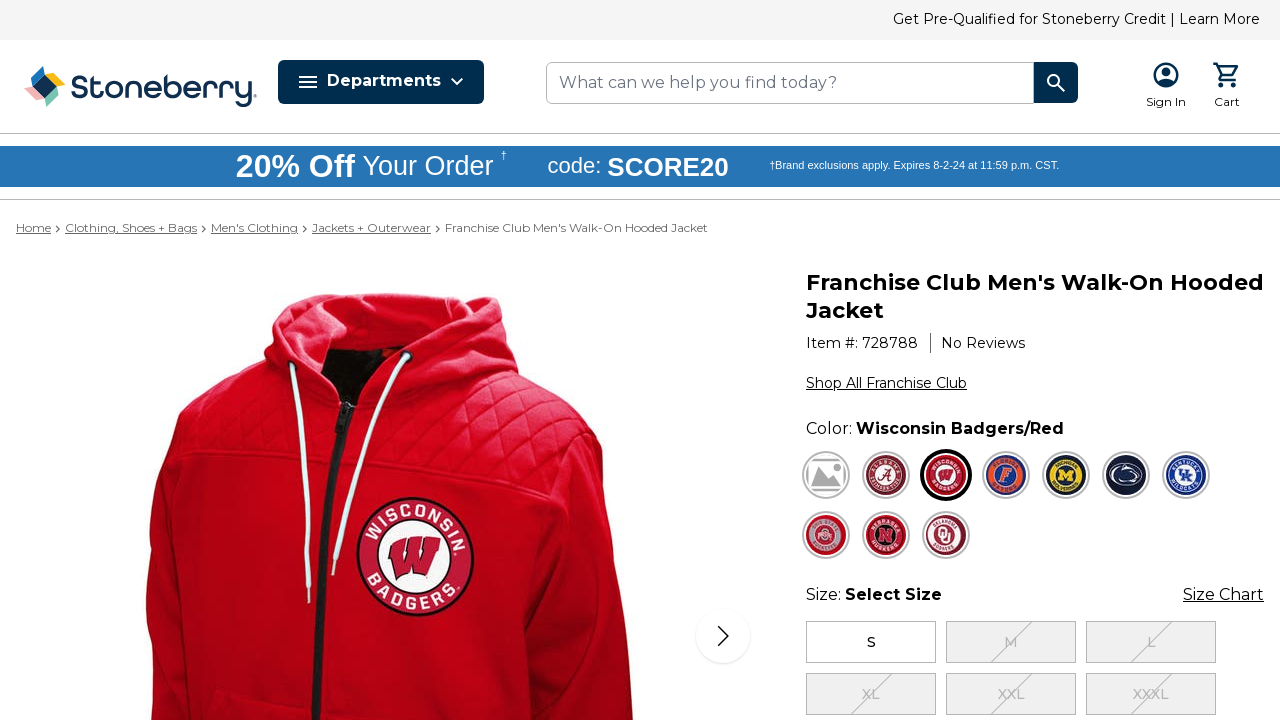 Get Pre-Qualified for Stoneberry Credit | Learn More
Stoneberry
Departments
What can we help you find today?
Sign In
Cart
20% Off Your Order †
code: SCORE20
†Brand exclusions apply. Expires 8-2-24 at 11:59 p.m. CST.
Home > Clothing, Shoes + Bags > Men's Clothing > Jackets + Outerwear > Franchise Club Men's Walk-On Hooded Jacket
WISCONSIN
W
BADGERS
Franchise Club Men's Walk-On Hooded
Jacket
Item #: 728788 | No Reviews
Shop All Franchise Club
Color: Wisconsin Badgers/Red
Size: Select Size
Size Chart
S
M
L
XL
XXL
XXXL